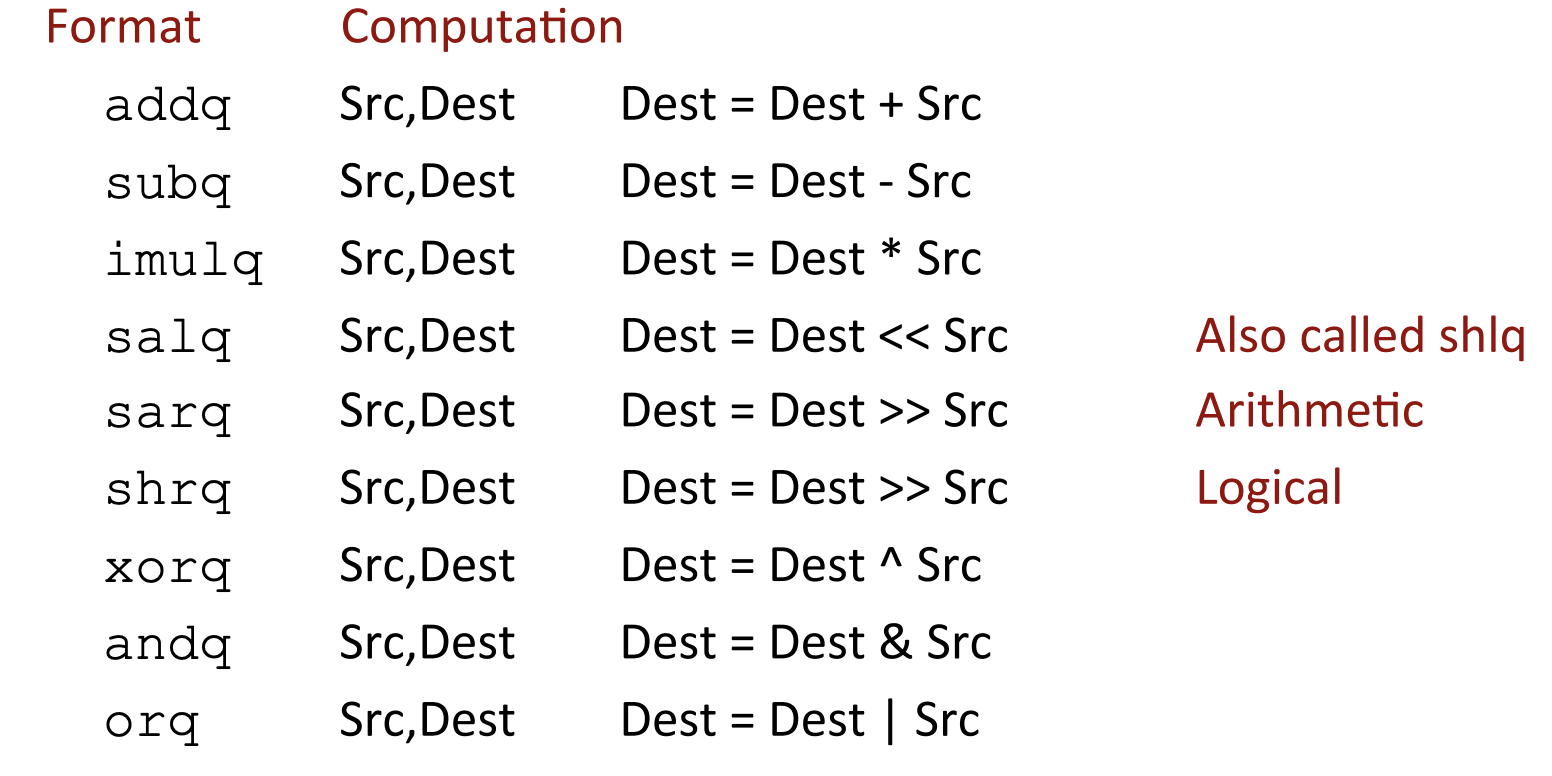 Format Computation
addq Src,Dest Dest = Dest + Src
subq Src,Dest Dest = Dest - Src
imulq Src,Dest Dest = Dest * Src
salq Src,Dest Dest = Dest << Src Also called shlq
sarq Src,Dest Dest = Dest >> Src Arithmetic
shrq Src,Dest Dest = Dest >> Src Logical
xorq Src,Dest Dest = Dest ^ Src
andq Src,Dest Dest = Dest & Src
orq Src,Dest Dest = Dest | Src